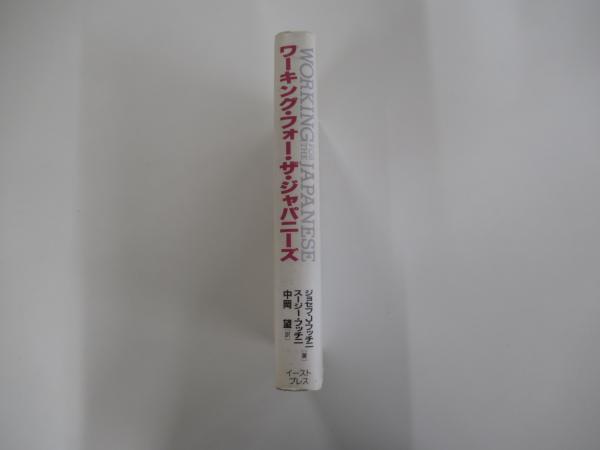 WORKING FOR THE JAPANESE
ワーキング・フォー・ザ・ジャパニーズ
ジョセフ・J・フッチニ
スージー・フッチニ [著]
中岡 望 [訳]
イースト
プレス